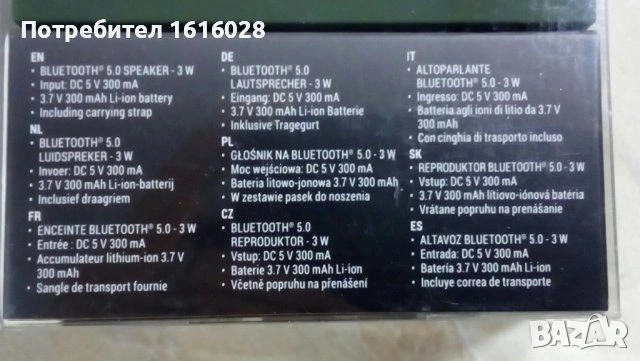 Потребител 1616028
EN
• BLUETOOTH® 5.0 SPEAKER - 3 W
• Input: DC 5 V 300 mA
• 3.7 V 300 mAh Li-ion battery
• Including carrying strap
NL
• BLUETOOTH® 5.0
LUIDSPREKER - 3 W
• Invoer: DC 5 V 300 mA
• 3.7 V 300 mAh Li-ion-batterij
• Inclusief draagriem
FR
• ENCEINTE BLUETOOTH® 5.0 - 3 W
• Entrée : DC 5 V 300 mA
• Accumulateur lithium-ion 3.7 V
300 mAh
• Sangle de transport fournie
DE
• BLUETOOTH® 5.0
LAUTSPRECHER - 3 W
• Eingang: DC 5 V 300 mA
• 3.7 V 300 mAh Li-ion Batterie
• Inklusive Tragegurt
PL
• GŁOŚNIK NA BLUETOOTH® 5.0 - 3 W
• Moc wejściowa: DC 5 V 300 mA
• Bateria litowo-jonowa 3.7 V 300 mAh
• W zestawie pasek do noszenia
CZ
• BLUETOOTH® 5.0
REPRODUKTOR - 3 W
• Vstup: DC 5 V 300 mA
• Baterie 3.7 V 300 mAh Li-ion
• Včetně popruhu na přenášení
IT
• ALTOPARLANTE
BLUETOOTH® 5.0 - 3 W
• Ingresso: DC 5 V 300 mA
• Batteria agli ioni di litio da 3.7 V
300 mAh
• Con cinghia di trasporto incluso
SK
• REPRODUKTOR BLUETOOTH® 5.0 - 3 W
• Vstup: DC 5 V 300 mA
• 3.7 V 300 mAh lítiovo-iónová batéria
• Vrátane popruhu na prenášanie
ES
• ALTAVOZ BLUETOOTH® 5.0 - 3 W
• Entrada: DC 5 V 300 mA
• Batería 3.7 V 300 mAh Li-ion
• Incluye correa de transporte
BAZAR